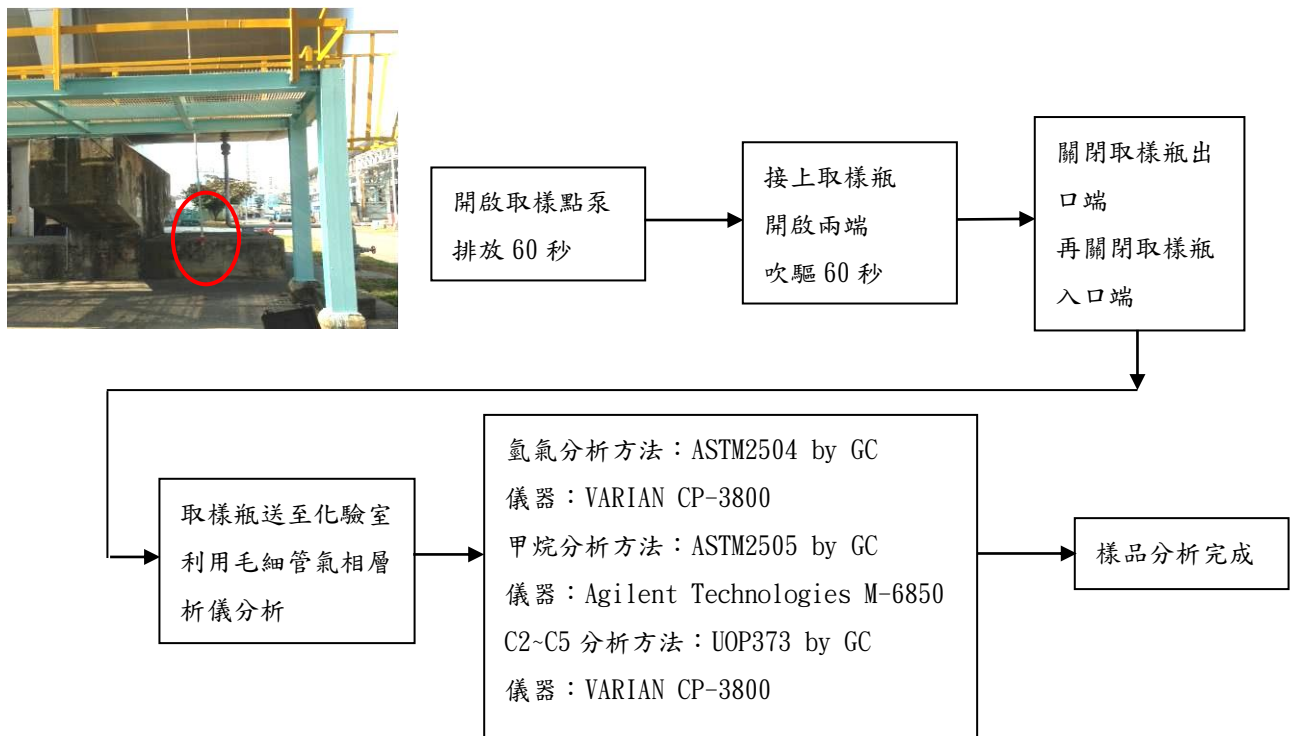 開啟取樣點泵
排放 60 秒
接上取樣瓶
開啟兩端
吹驅 60 秒
關閉取樣瓶出
口端
再關閉取樣瓶
入口端
取樣瓶送至化驗室
利用毛細管氣相層
析儀分析
氫氣分析方法：ASTM2504 by GC
儀器：VARIAN CP-3800
甲烷分析方法：ASTM2505 by GC
儀器：Agilent Technologies M-6850
C2~C5 分析方法：UOP373 by GC
儀器：VARIAN CP-3800
樣品分析完成